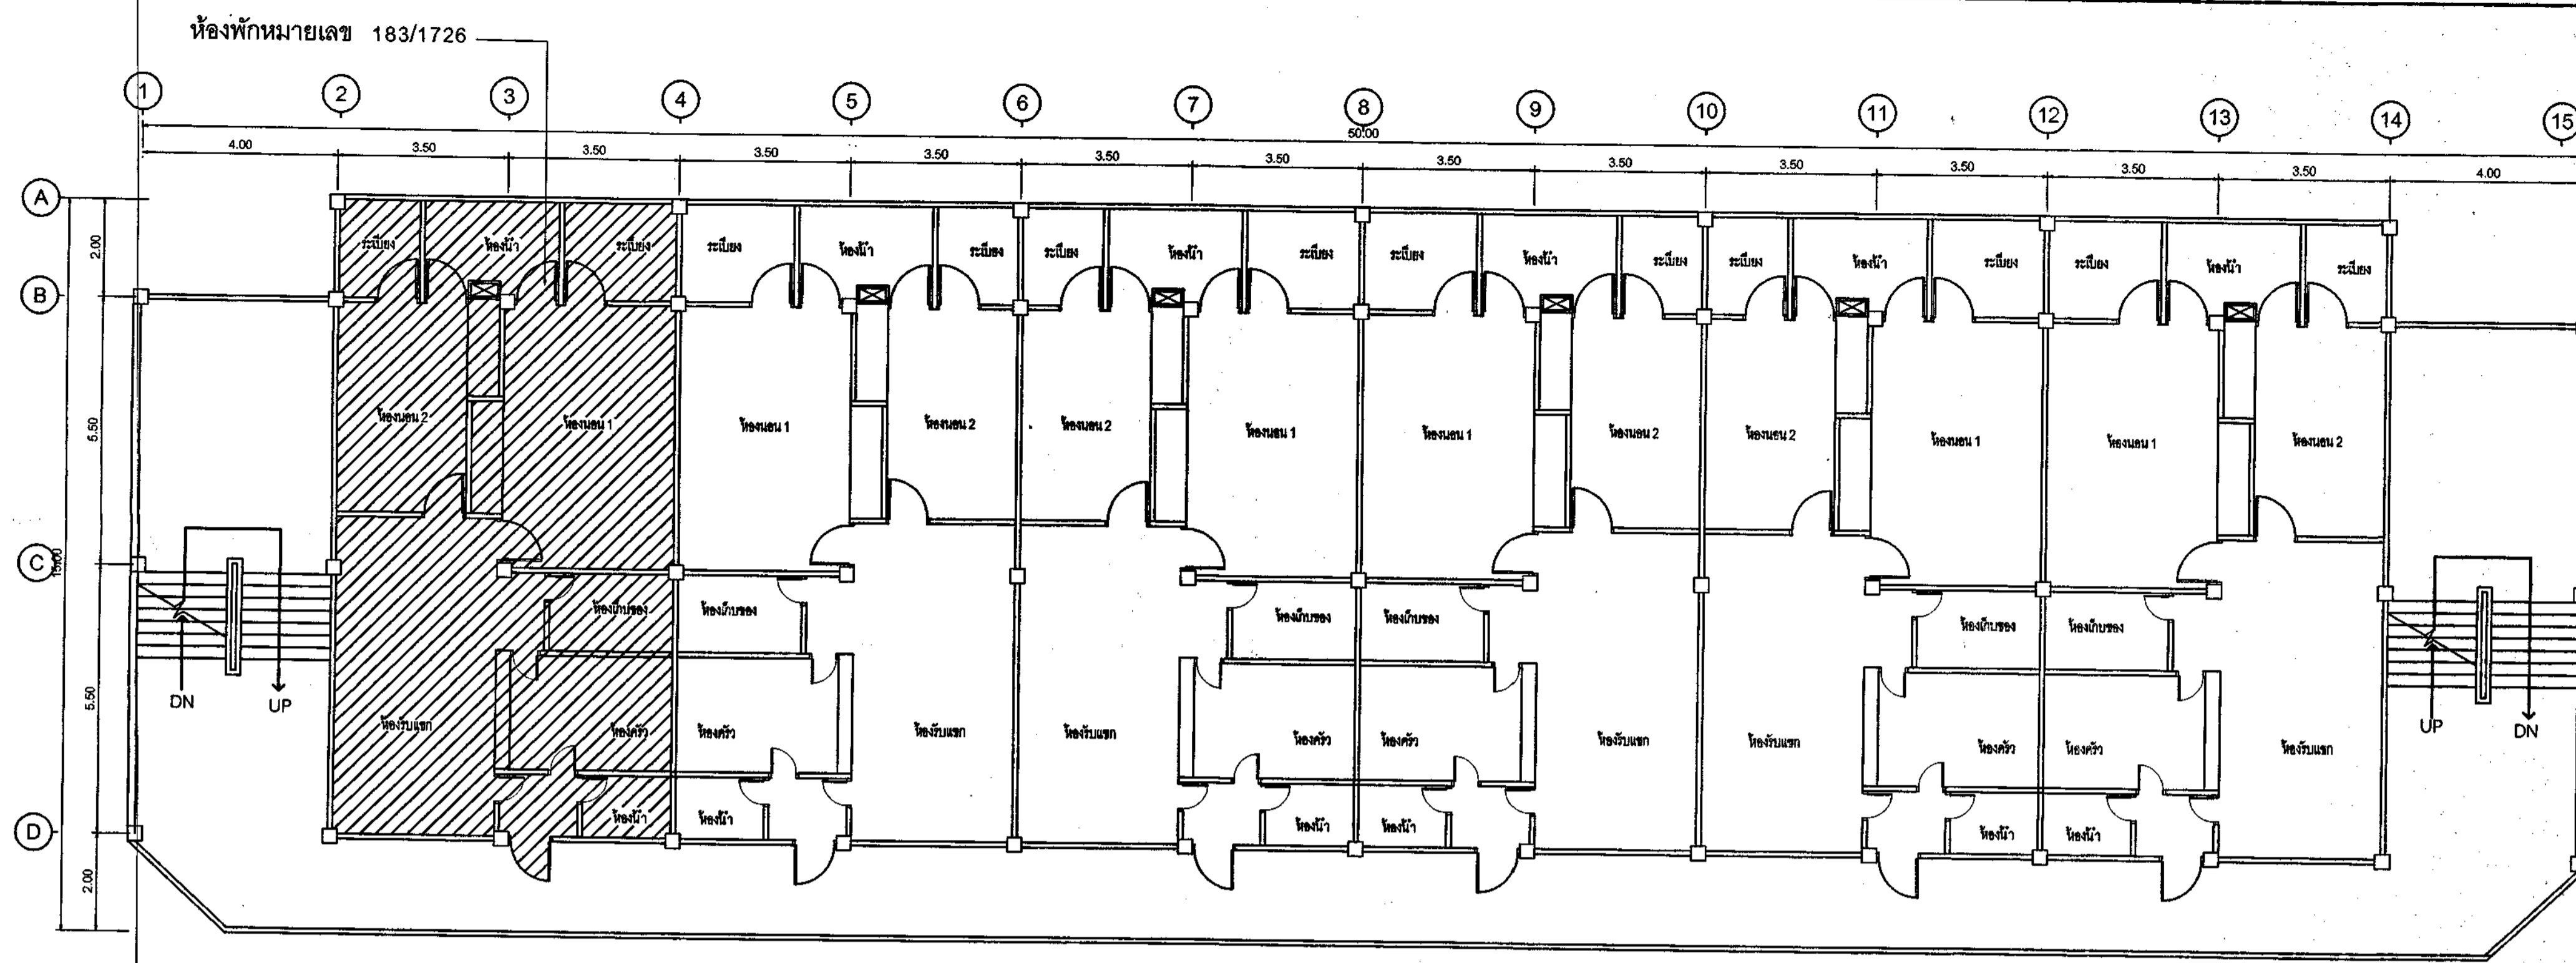 ห้องพักหมายเลข 183/1726
1 2 3 4 5 6 7 8 9 10 11 12 13 14 15
50.00
4.00 3.50 3.50 3.50 3.50 3.50 3.50 3.50 3.50 3.50 3.50 3.50 3.50 4.00
A
2.00
ระเบียง ห้องน้ำ ระเบียง ระเบียง ห้องน้ำ ระเบียง ระเบียง ห้องน้ำ ระเบียง ระเบียง ห้องน้ำ ระเบียง ระเบียง ห้องน้ำ ระเบียง ระเบียง ห้องน้ำ ระเบียง
B
5.50
ห้องนอน 2 ห้องนอน 1 ห้องนอน 1 ห้องนอน 2 ห้องนอน 2 ห้องนอน 1 ห้องนอน 1 ห้องนอน 2 ห้องนอน 2 ห้องนอน 1 ห้องนอน 1 ห้องนอน 2
C
15.00
ห้องเก็บของ ห้องเก็บของ ห้องเก็บของ ห้องเก็บของ ห้องเก็บของ ห้องเก็บของ
5.50
DN UP UP DN
ห้องรับแขก ห้องครัว ห้องครัว ห้องรับแขก ห้องรับแขก ห้องครัว ห้องครัว ห้องรับแขก ห้องรับแขก ห้องครัว ห้องครัว ห้องรับแขก
ห้องน้ำ ห้องน้ำ ห้องน้ำ ห้องน้ำ ห้องน้ำ ห้องน้ำ
D
2.00